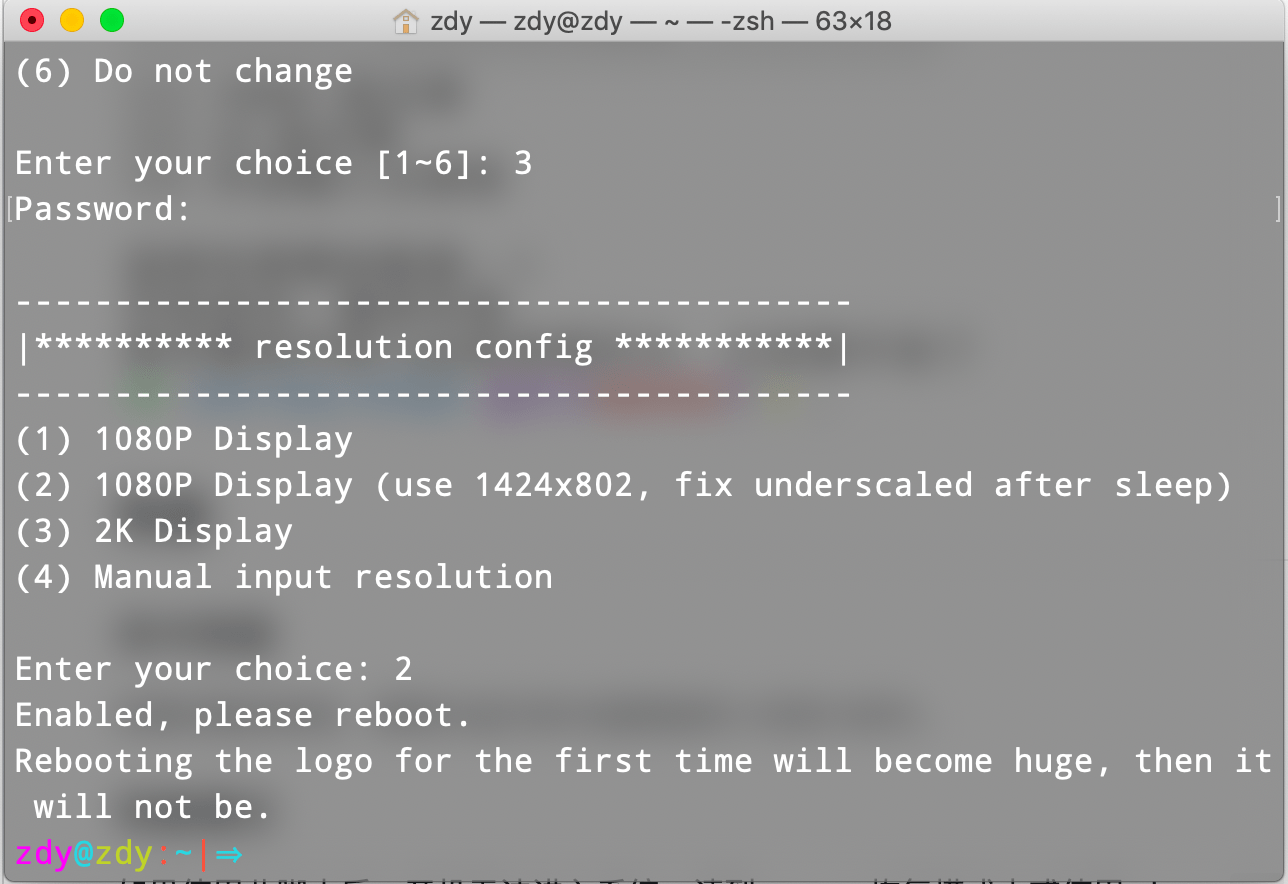 zdy — zdy@zdy — ~ — -zsh — 63×18
(6) Do not change
Enter your choice [1~6]: 3
[Password: ]
------------------------------------------
|********** resolution config ***********|
------------------------------------------
(1) 1080P Display
(2) 1080P Display (use 1424x802, fix underscaled after sleep)
(3) 2K Display
(4) Manual input resolution
Enter your choice: 2
Enabled, please reboot.
Rebooting the logo for the first time will become huge, then it
will not be.
zdy@zdy:~|⇒